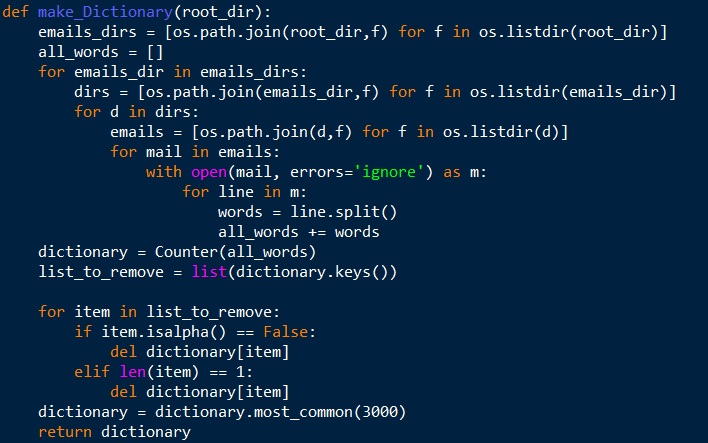 def make_Dictionary(root_dir):
    emails_dirs = [os.path.join(root_dir,f) for f in os.listdir(root_dir)]
    all_words = []
    for emails_dir in emails_dirs:
        dirs = [os.path.join(emails_dir,f) for f in os.listdir(emails_dir)]
        for d in dirs:
            emails = [os.path.join(d,f) for f in os.listdir(d)]
            for mail in emails:
                with open(mail, errors='ignore') as m:
                    for line in m:
                        words = line.split()
                        all_words += words
    dictionary = Counter(all_words)
    list_to_remove = list(dictionary.keys())

    for item in list_to_remove:
        if item.isalpha() == False:
            del dictionary[item]
        elif len(item) == 1:
            del dictionary[item]
    dictionary = dictionary.most_common(3000)
    return dictionary